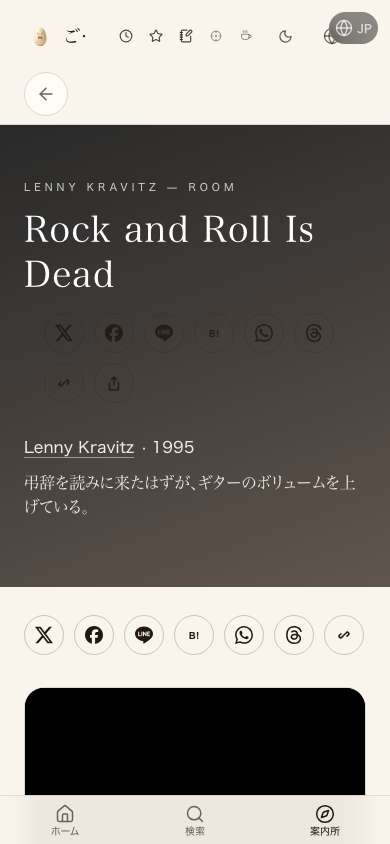 ご·
JP
LENNY KRAVITZ — ROOM
Rock and Roll Is
Dead
B!
Lenny Kravitz · 1995
弔辞を読みに来たはずが、ギターのボリュームを上
げている。
LINE
B!
ホーム
検索
案内所